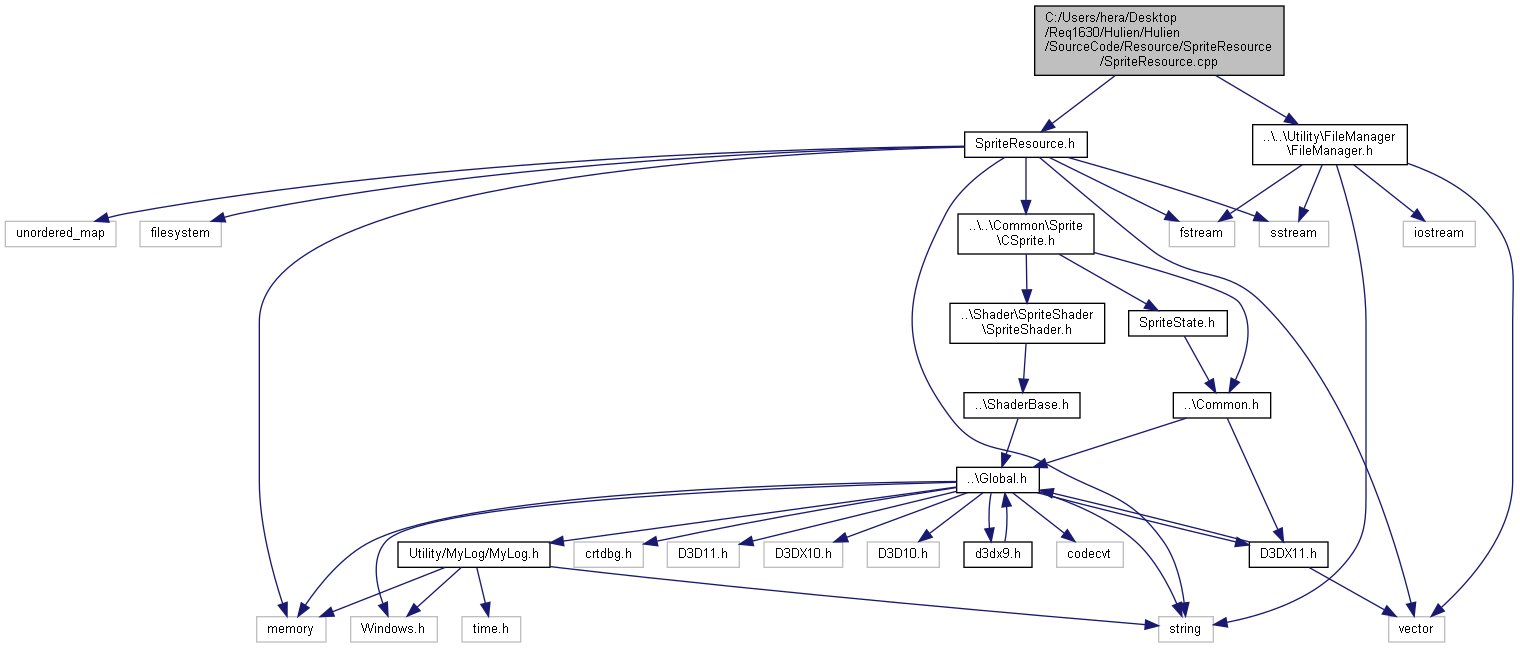 C:/Users/hera/Desktop
/Req1630/Hulien/Hulien
/SourceCode/Resource/SpriteResource
/SpriteResource.cpp
SpriteResource.h
..\..\Utility\FileManager
\FileManager.h
unordered_map
filesystem
..\..\Common\Sprite
\CSprite.h
fstream
sstream
iostream
..\Shader\SpriteShader
\SpriteShader.h
SpriteState.h
..\ShaderBase.h
..\Common.h
..\Global.h
Utility/MyLog/MyLog.h
crtdbg.h
D3D11.h
D3DX10.h
D3D10.h
d3dx9.h
codecvt
D3DX11.h
memory
Windows.h
time.h
string
vector